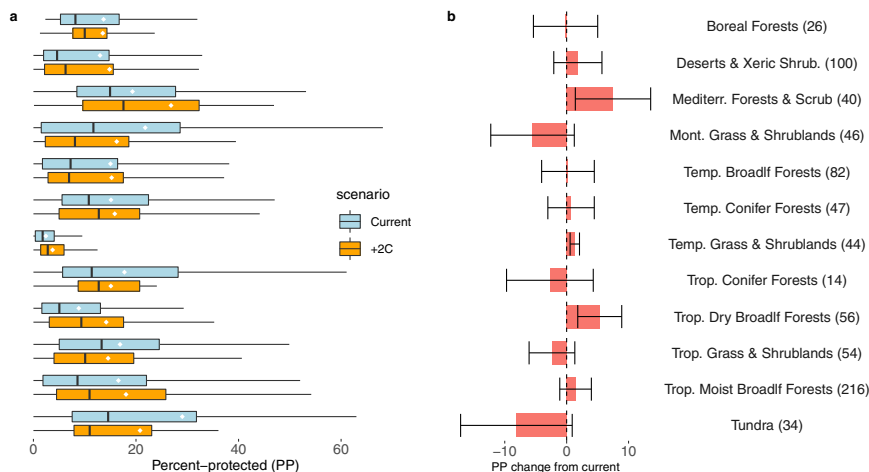 a
b
Boreal Forests (26)
Deserts & Xeric Shrub. (100)
Mediterr. Forests & Scrub (40)
Mont. Grass & Shrublands (46)
Temp. Broadlf Forests (82)
Temp. Conifer Forests (47)
Temp. Grass & Shrublands (44)
Trop. Conifer Forests (14)
Trop. Dry Broadlf Forests (56)
Trop. Grass & Shrublands (54)
Trop. Moist Broadlf Forests (216)
Tundra (34)
scenario
Current
+2C
0 20 40 60
Percent−protected (PP)
−10 0 10
PP change from current